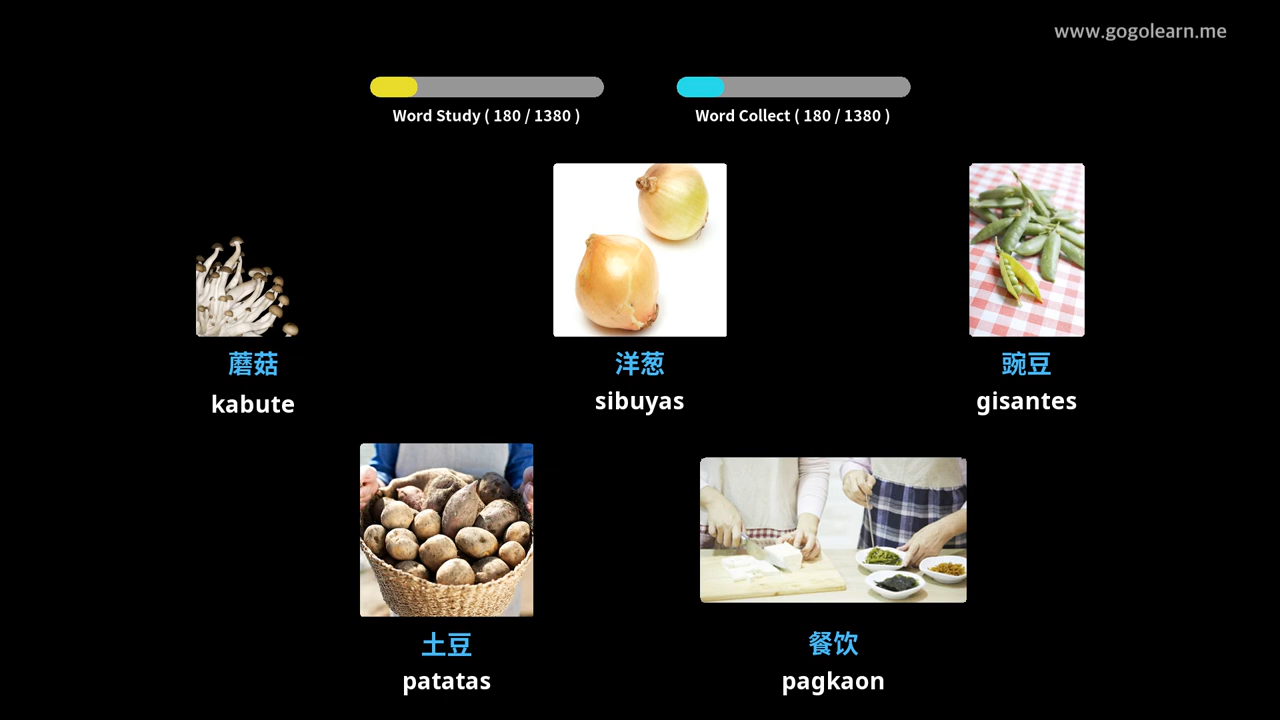 www.gogolearn.me
Word Study ( 180 / 1380 )
Word Collect ( 180 / 1380 )
蘑菇
洋葱
豌豆
kabute
sibuyas
gisantes
土豆
餐饮
patatas
pagkaon